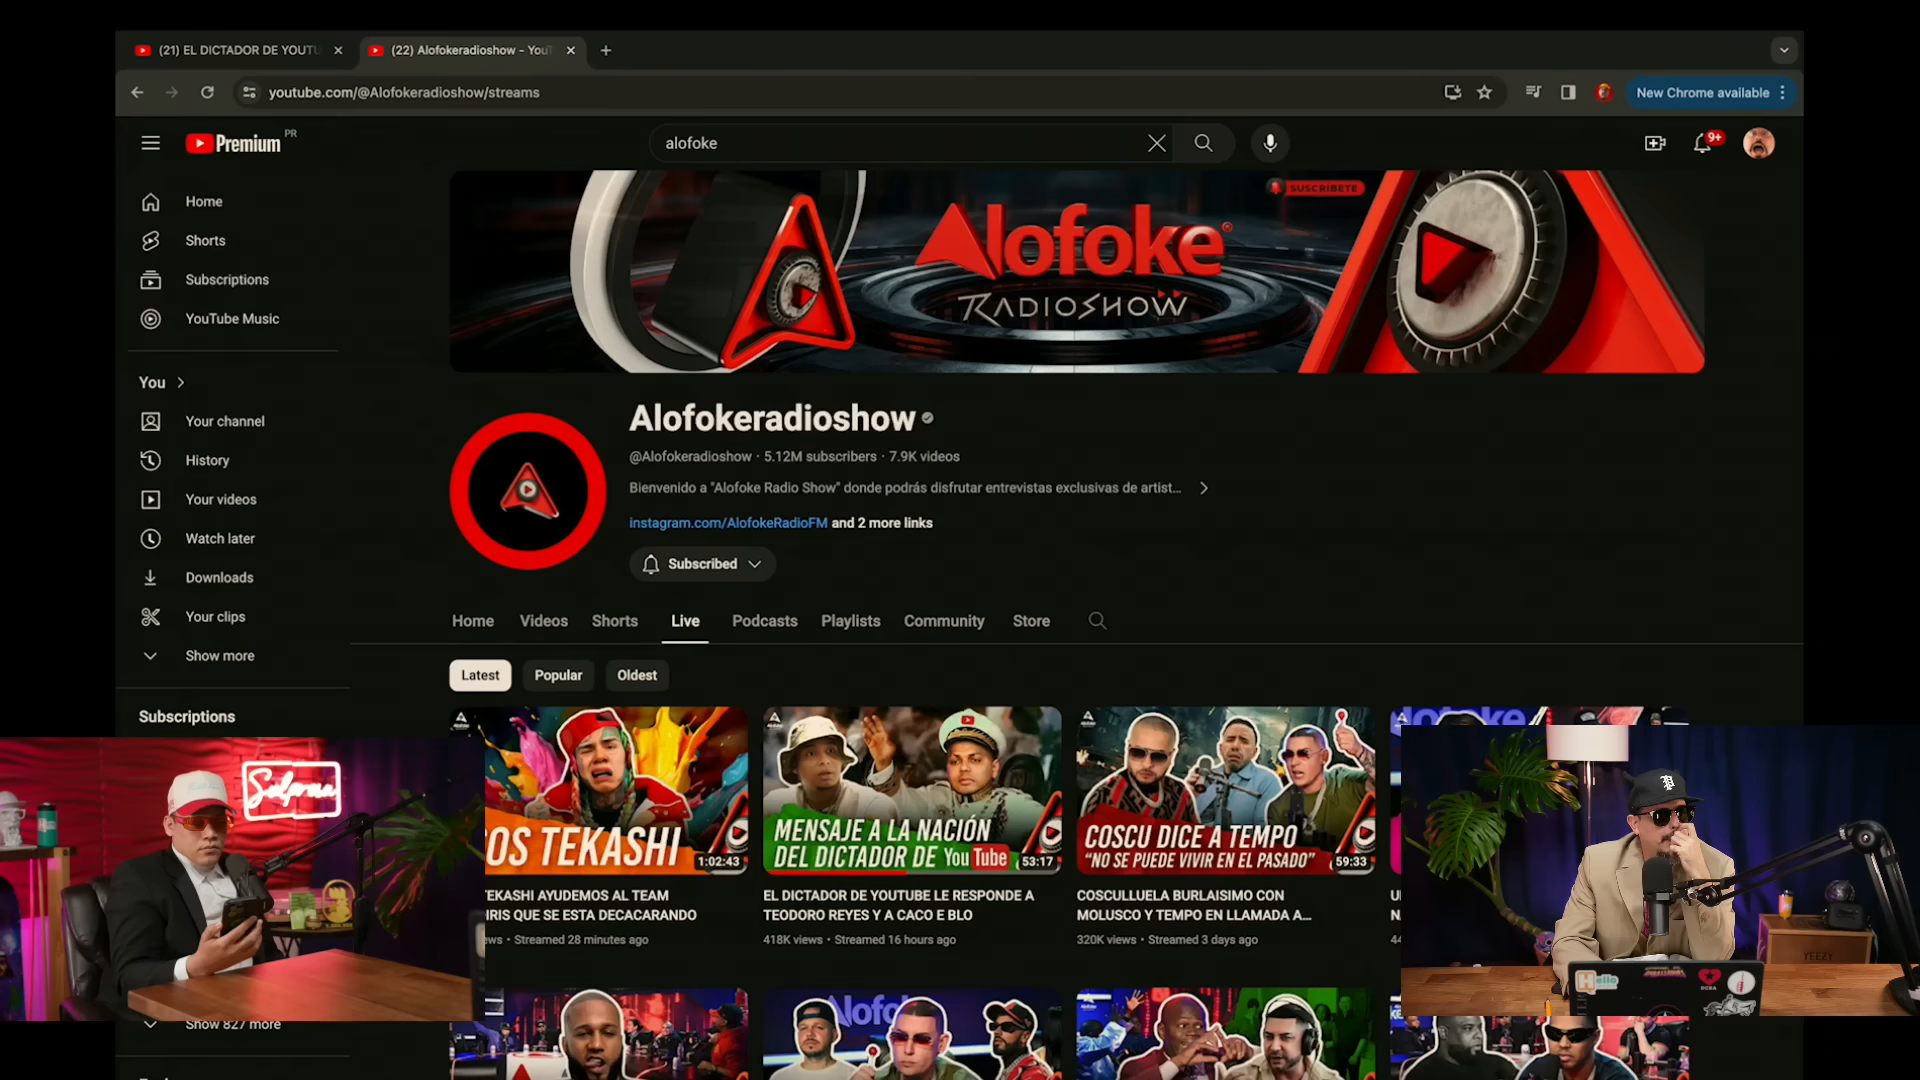 (21) EL DICTADOR DE YOUTU
(22) Alofokeradioshow - YouT
youtube.com/@Alofokeradioshow/streams
New Chrome available
Premium
PR
alofoke
9+
Home
Shorts
Subscriptions
YouTube Music
You
Your channel
History
Your videos
Watch later
Downloads
Your clips
Show more
Subscriptions
Show 827 more
SUSCRIBETE
Alofoke
RADIOSHOW
Alofokeradioshow
@Alofokeradioshow · 5.12M subscribers · 7.9K videos
Bienvenido a "Alofoke Radio Show" donde podrás disfrutar entrevistas exclusivas de artist...
instagram.com/AlofokeRadioFM and 2 more links
Subscribed
Home Videos Shorts Live Podcasts Playlists Community Store
Latest Popular Oldest
OS TEKASHI
1:02:43
TEKASHI AYUDEMOS AL TEAM
IRIS QUE SE ESTA DECACARANDO
ews · Streamed 28 minutes ago
MENSAJE A LA NACIÓN
DEL DICTADOR DE YouTube
53:17
EL DICTADOR DE YOUTUBE LE RESPONDE A
TEODORO REYES Y A CACO E BLO
418K views · Streamed 16 hours ago
COSCU DICE A TEMPO
"NO SE PUEDE VIVIR EN EL PASADO"
59:33
COSCULLUELA BURLAISIMO CON
MOLUSCO Y TEMPO EN LLAMADA A...
320K views · Streamed 3 days ago
Alofoke
YEEZY
Hello